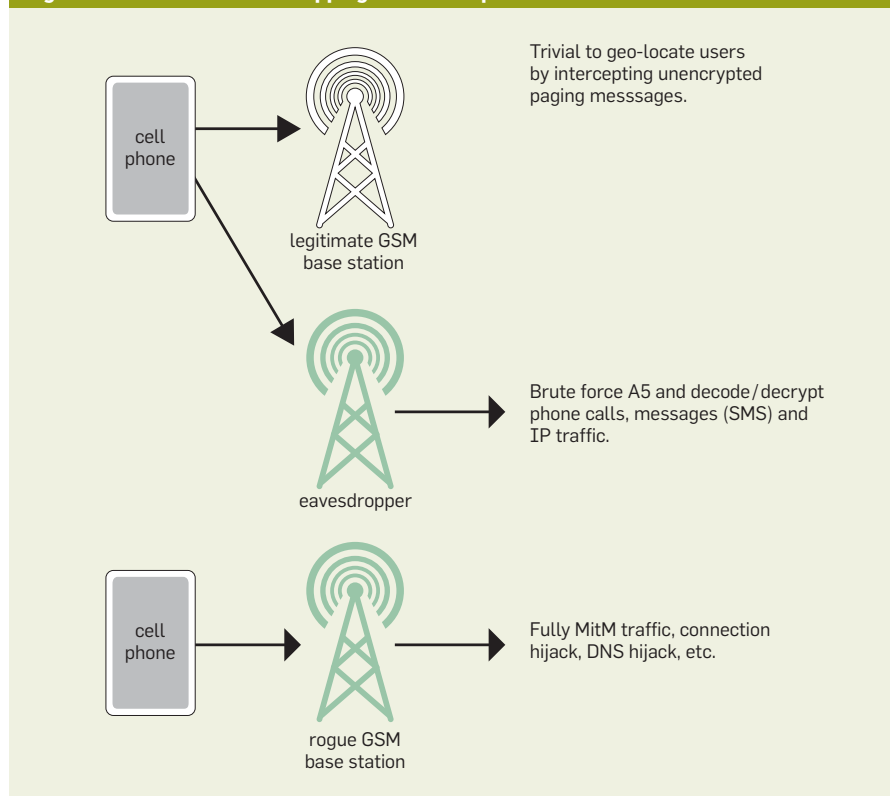 Trivial to geo-locate users
by intercepting unencrypted
paging messsages.
cell
phone
legitimate GSM
base station
Brute force A5 and decode/decrypt
phone calls, messages (SMS) and
IP traffic.
eavesdropper
cell
phone
Fully MitM traffic, connection
hijack, DNS hijack, etc.
rogue GSM
base station